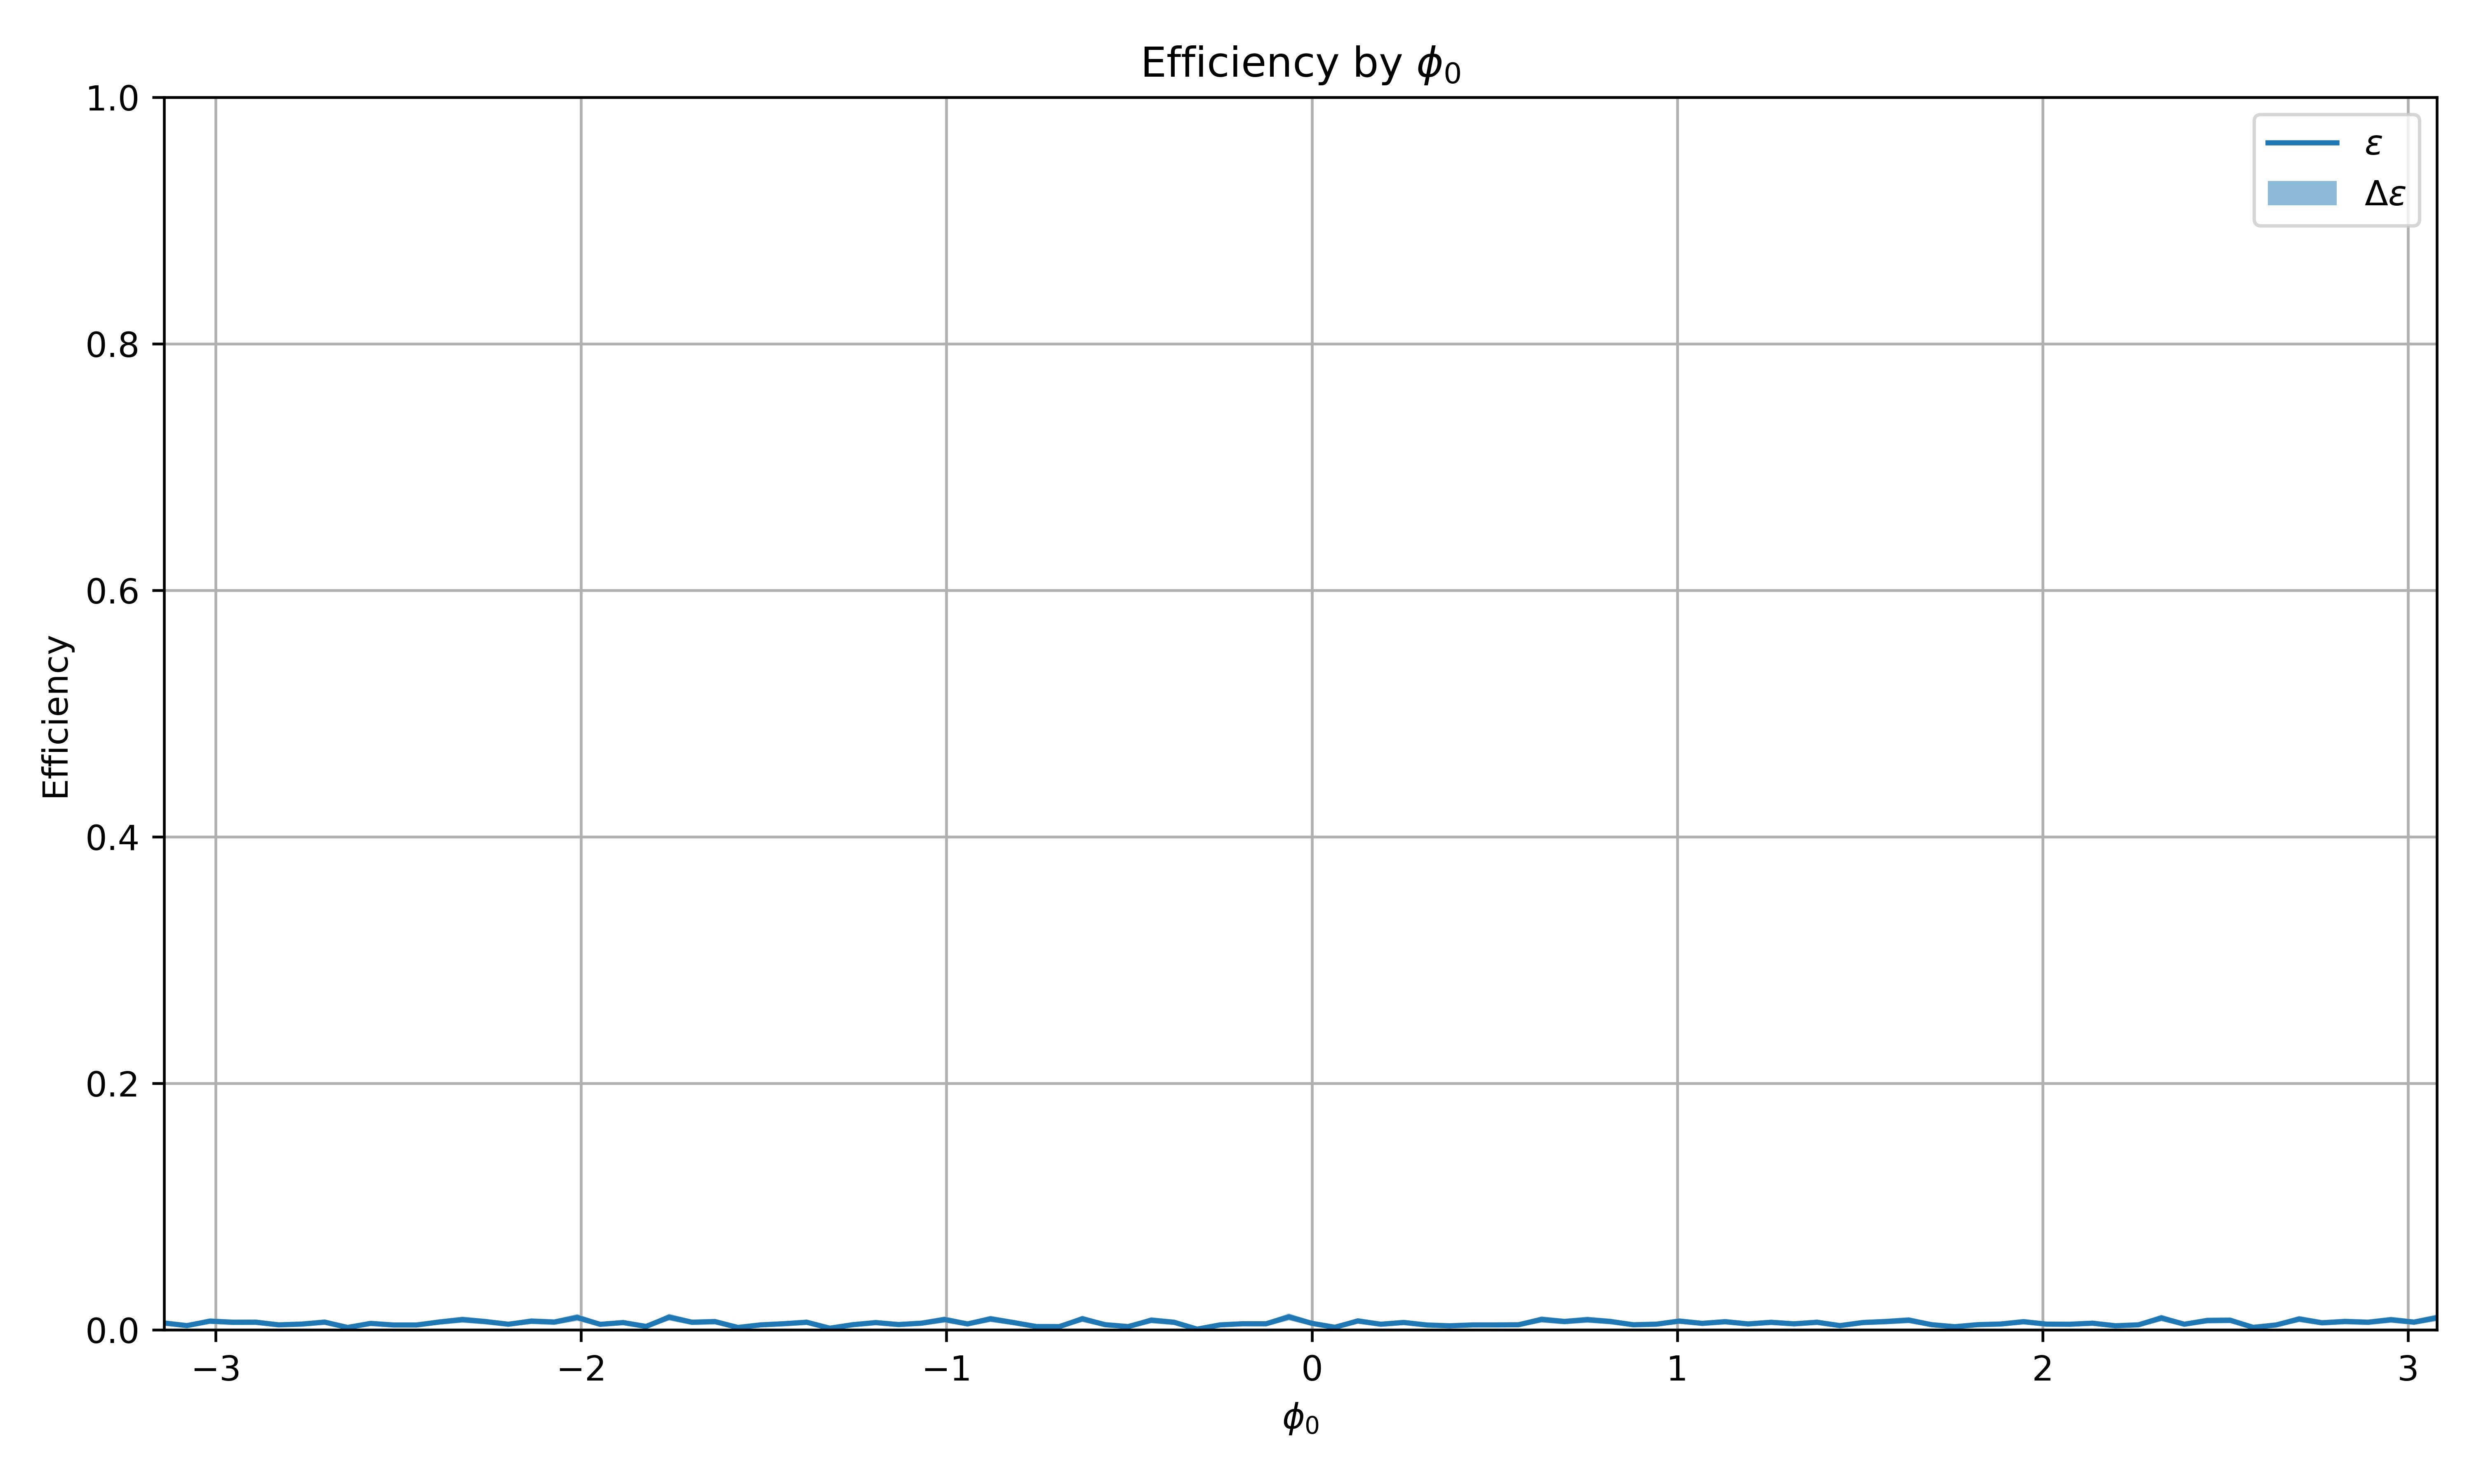 Efficiency by ϕ₀
1.0
0.8
0.6
0.4
0.2
0.0
Efficiency
−3
−2
−1
0
1
2
3
ϕ₀
ε
Δε